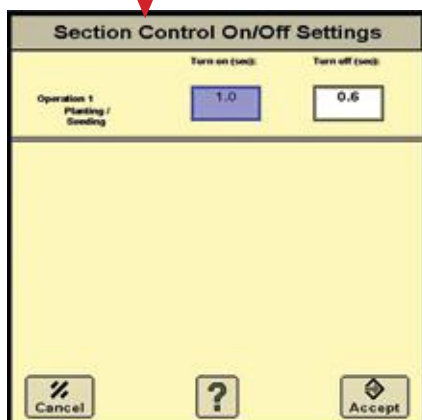 Section Control On/Off Settings
Turn on (sec): Turn off (sec):
Operation 1 1.0 0.6
Planting /
Seeding
? 
Cancel Accept